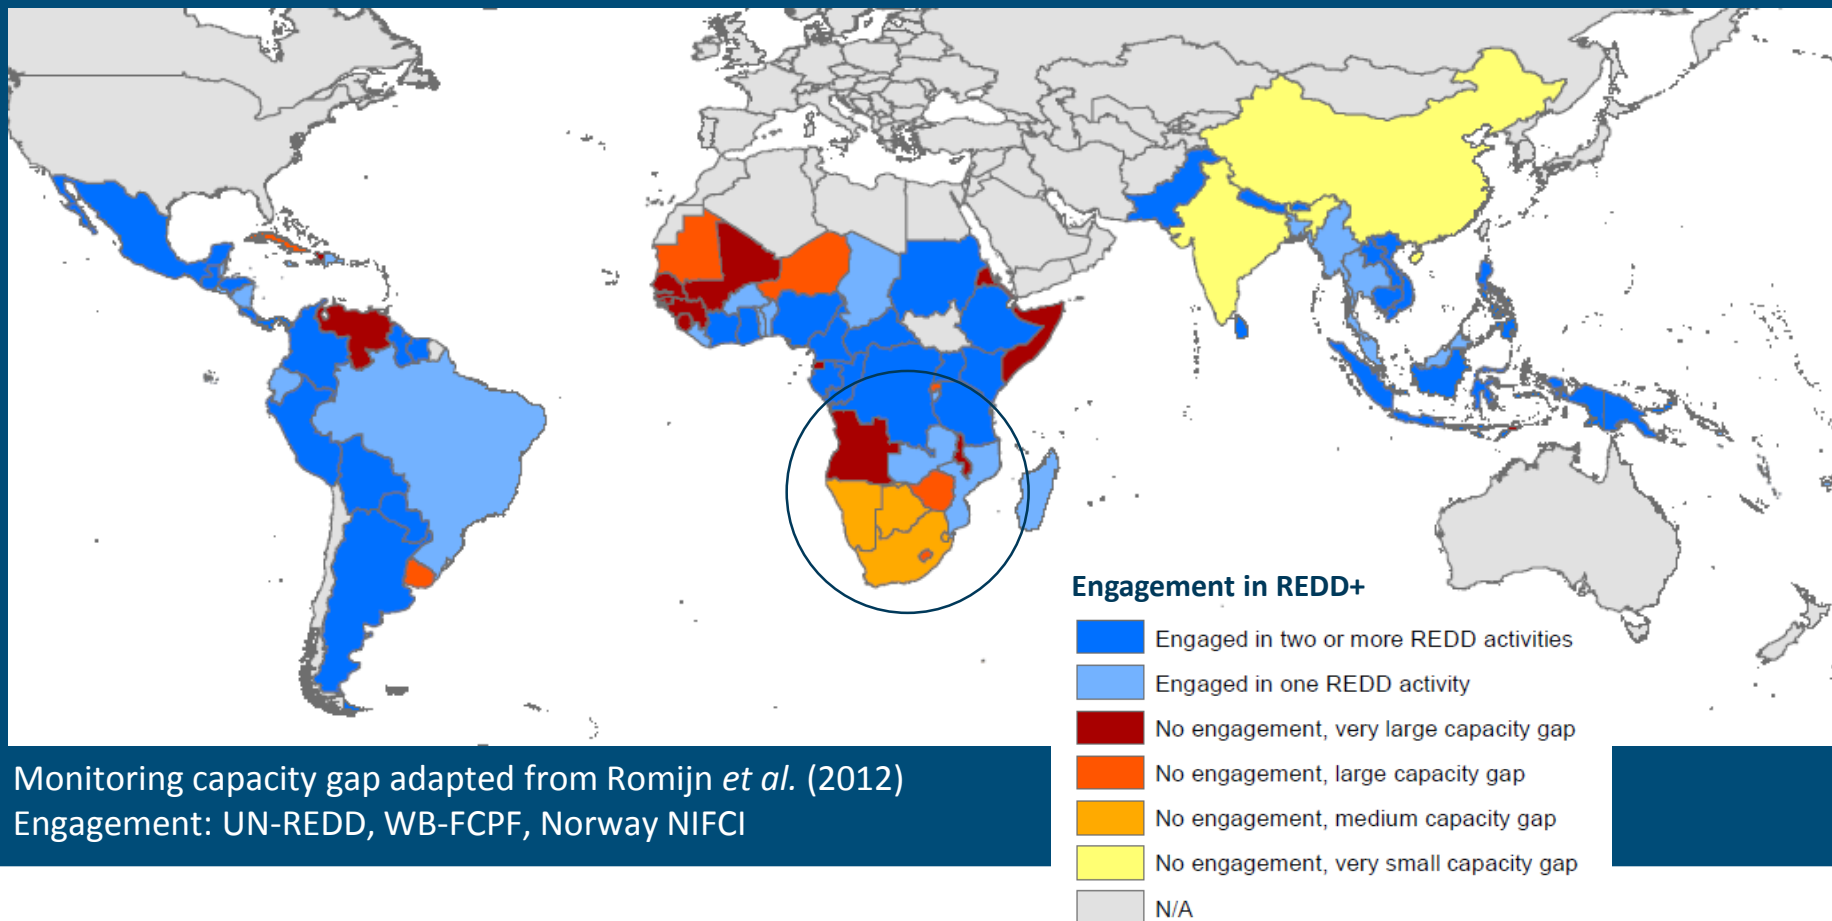 Engagement in REDD+
Engaged in two or more REDD activities
Engaged in one REDD activity
No engagement, very large capacity gap
No engagement, large capacity gap
No engagement, medium capacity gap
No engagement, very small capacity gap
N/A
Monitoring capacity gap adapted from Romijn et al. (2012)
Engagement: UN-REDD, WB-FCPF, Norway NIFCI